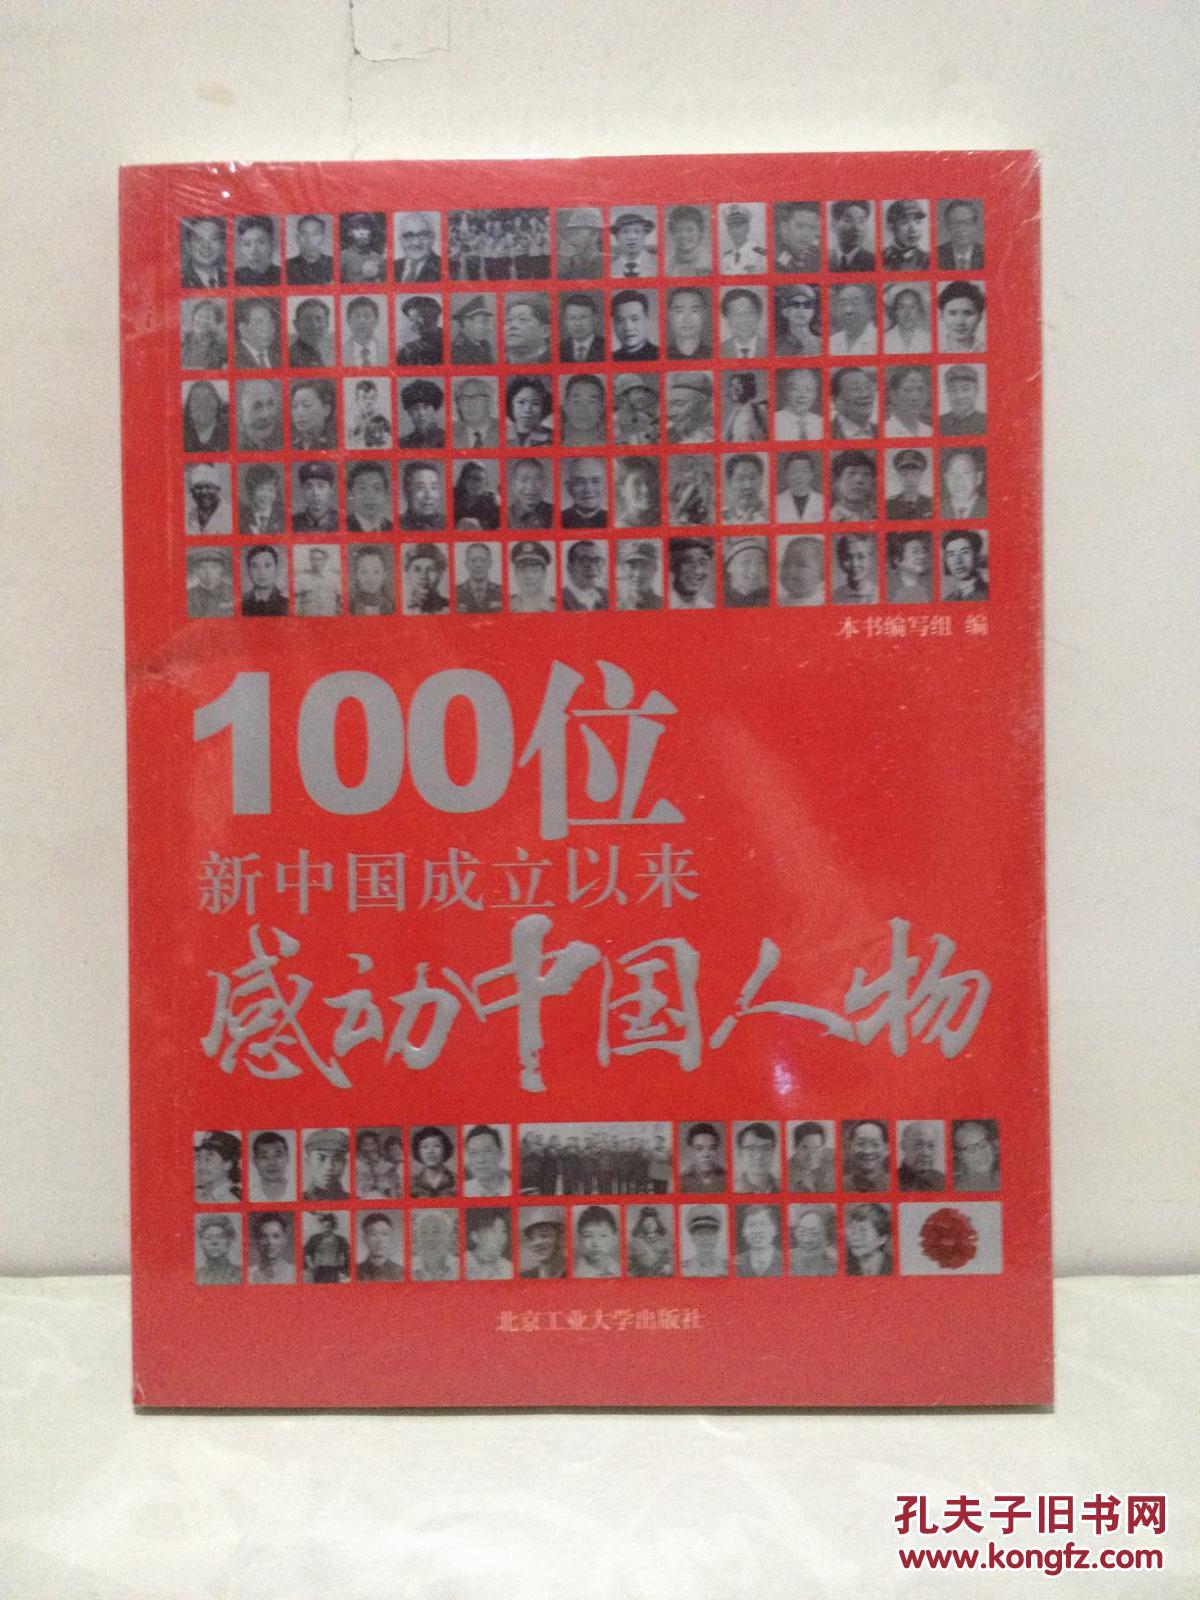 本书编写组 编
100位
新中国成立以来
感动中国人物
北京工业大学出版社
孔夫子旧书网
www.kongfz.com